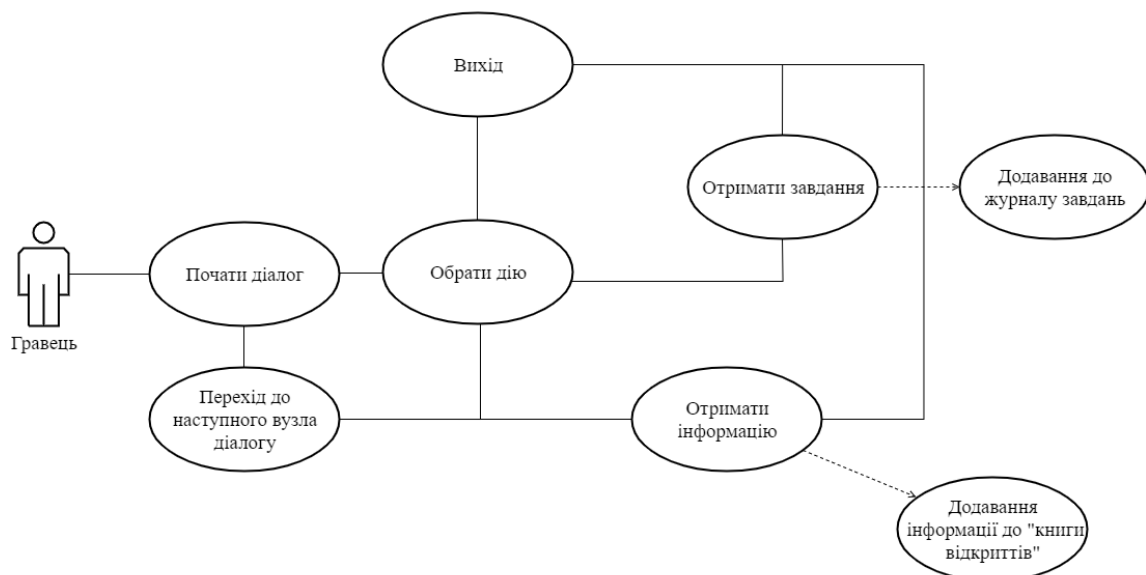 Вихід
Отримати завдання
Додавання до
журналу завдань
Почати діалог
Обрати дію
Гравець
Перехід до
наступного вузла
діалогу
Отримати
інформацію
Додавання
інформації до "книги
відкриттів"